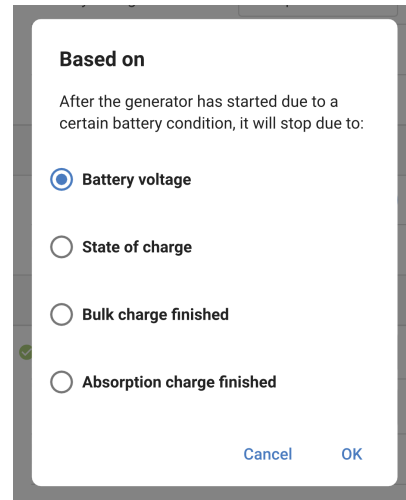 Based on
After the generator has started due to a
certain battery condition, it will stop due to:
Battery voltage
State of charge
Bulk charge finished
Absorption charge finished
Cancel OK